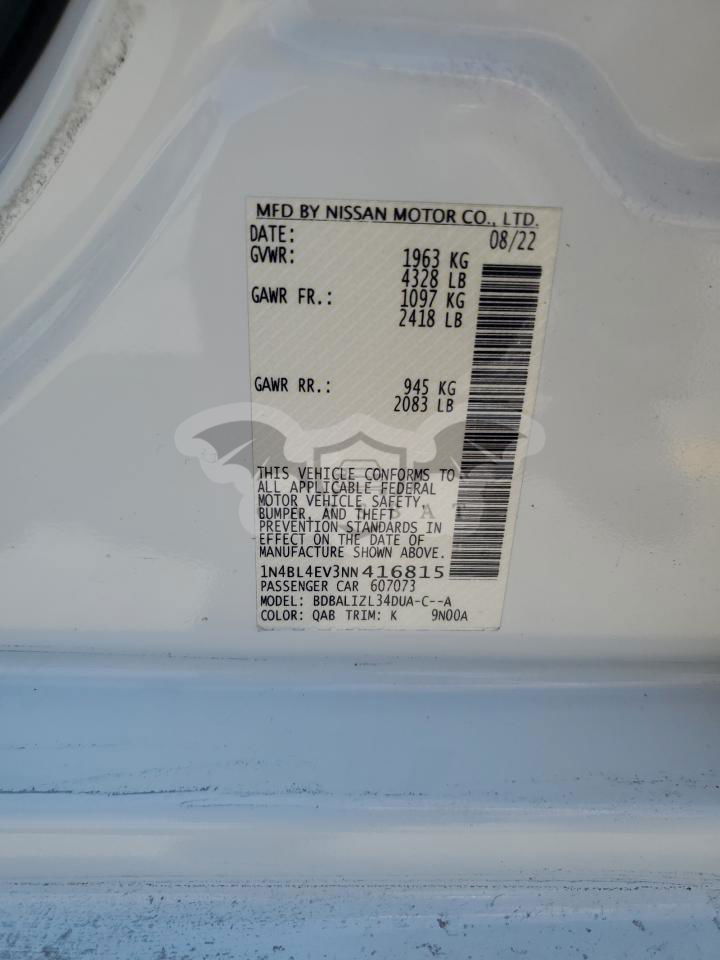 MFD BY NISSAN MOTOR CO., LTD.
DATE: 08/22
GVWR: 1963 KG
4328 LB
GAWR FR.: 1097 KG
2418 LB
GAWR RR.: 945 KG
2083 LB
THIS VEHICLE CONFORMS TO
ALL APPLICABLE FEDERAL
MOTOR VEHICLE SAFETY,
BUMPER, AND THEFT
PREVENTION STANDARDS IN
EFFECT ON THE DATE OF
MANUFACTURE SHOWN ABOVE.
1N4BL4EV3NN416815
PASSENGER CAR 607073
MODEL: BDBALIZL34DUA-C--A
COLOR: QAB TRIM: K 9N00A